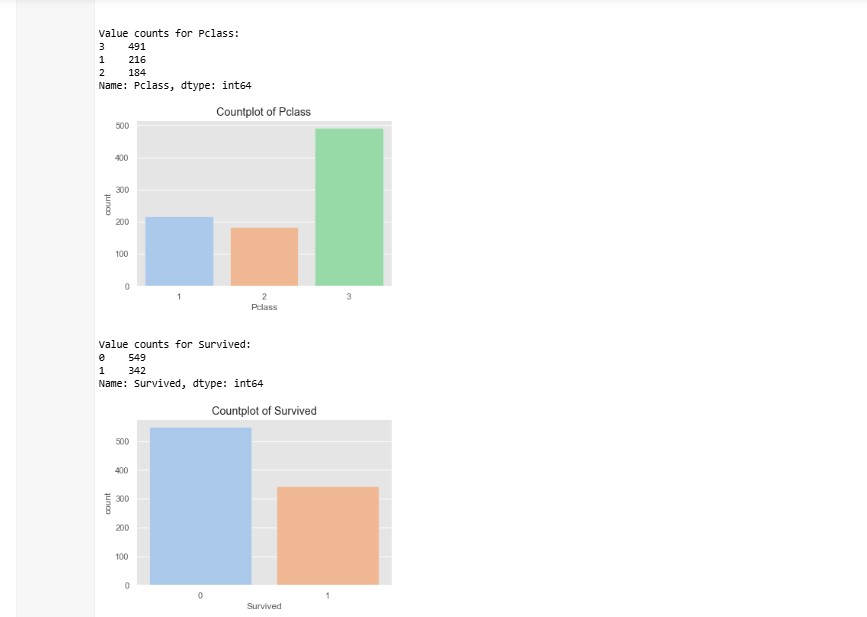 Value counts for Pclass:
3    491
1    216
2    184
Name: Pclass, dtype: int64
Countplot of Pclass
500
400
300
200
100
0
count
1 2 3
Pclass
Value counts for Survived:
0    549
1    342
Name: Survived, dtype: int64
Countplot of Survived
500
400
300
200
100
0
count
0 1
Survived